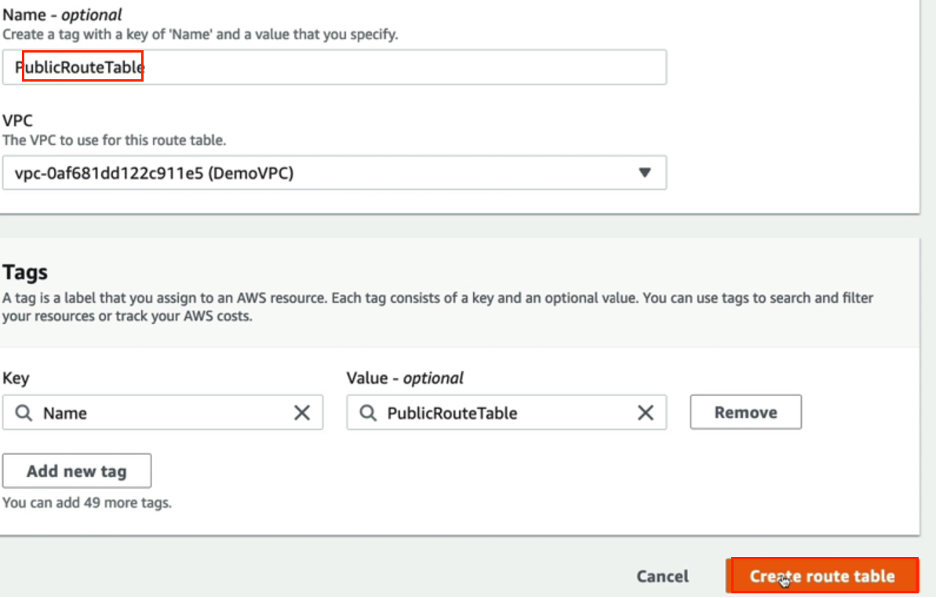 Name - optional
Create a tag with a key of 'Name' and a value that you specify.
PublicRouteTable
VPC
The VPC to use for this route table.
vpc-0af681dd122c911e5 (DemoVPC)
Tags
A tag is a label that you assign to an AWS resource. Each tag consists of a key and an optional value. You can use tags to search and filter
your resources or track your AWS costs.
Key
Value - optional
Name
PublicRouteTable
Remove
Add new tag
You can add 49 more tags.
Cancel
Create route table